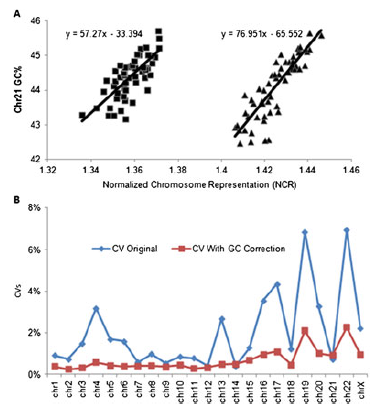 A
y = 57.27x - 33.394
y = 76.951x - 65.552
Chr21 GC%
46
45
44
43
42
1.32
1.34
1.36
1.38
1.4
1.42
1.44
1.46
Normalized Chromosome Representation (NCR)
B
8%
6%
4%
2%
0%
CVs
CV Original
CV With GC Correction
chr1
chr2
chr3
chr4
chr5
chr6
chr7
chr8
chr9
chr10
chr11
chr12
chr13
chr14
chr15
chr16
chr17
chr18
chr19
chr20
chr21
chr22
chrX